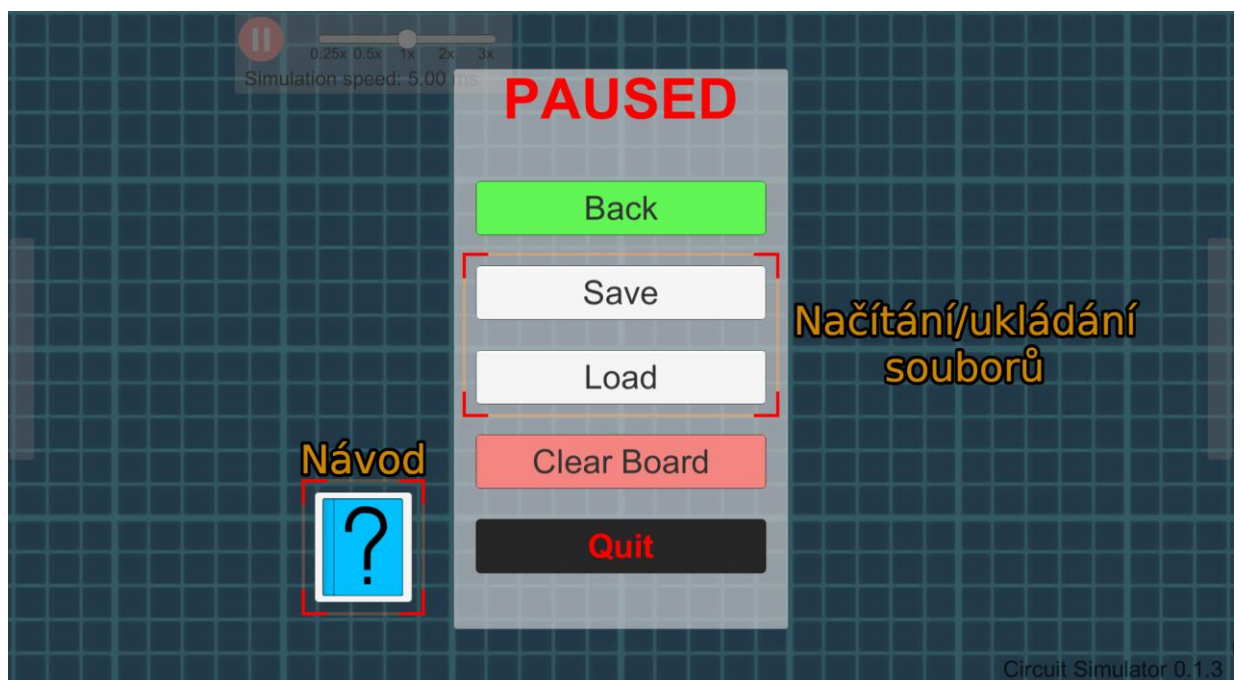 0.25x 0.5x 1x 2x 3x
Simulation speed: 5.00 ms
PAUSED
Back
Save
Načítání/ukládání
souborů
Load
Návod
Clear Board
?
Quit
Circuit Simulator 0.1.3